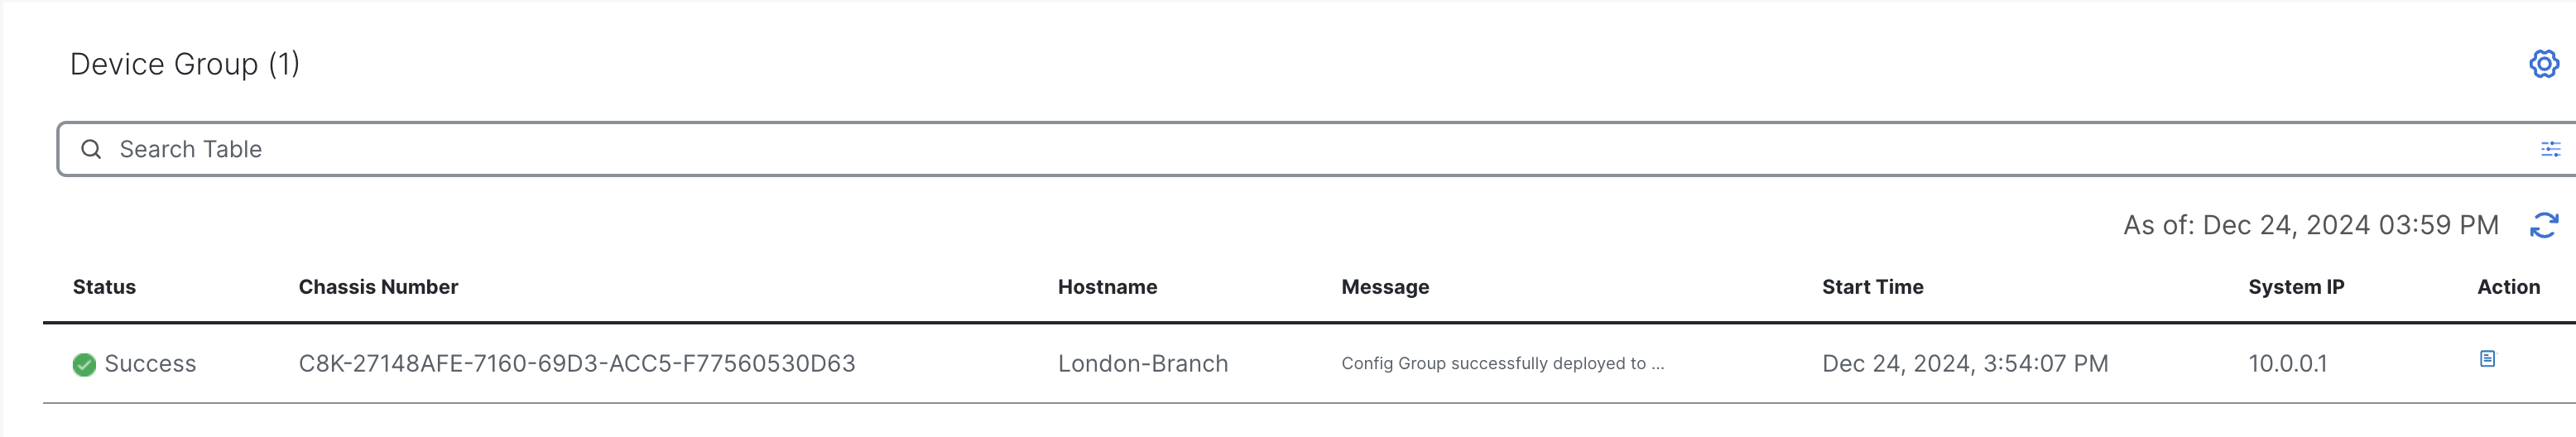 Device Group (1)
Search Table
As of: Dec 24, 2024 03:59 PM
Status Chassis Number Hostname Message Start Time System IP Action
Success C8K-27148AFE-7160-69D3-ACC5-F77560530D63 London-Branch Config Group successfully deployed to ... Dec 24, 2024, 3:54:07 PM 10.0.0.1